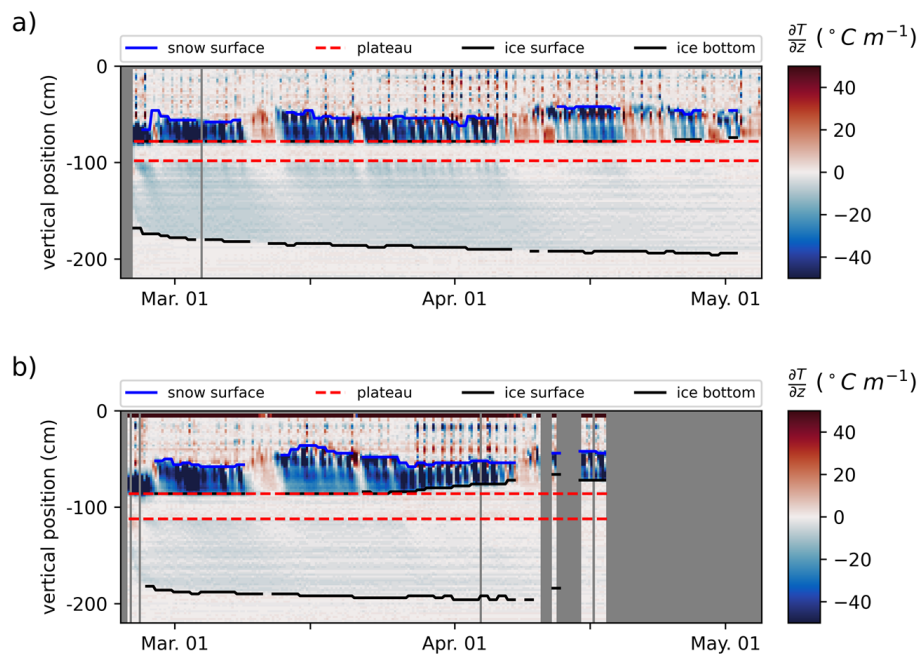 a)
snow surface plateau ice surface ice bottom
∂T/∂z (°C m⁻¹)
0
-100
-200
vertical position (cm)
Mar. 01 Apr. 01 May. 01
40
20
0
−20
−40
b)
snow surface plateau ice surface ice bottom
∂T/∂z (°C m⁻¹)
0
-100
-200
vertical position (cm)
Mar. 01 Apr. 01 May. 01
40
20
0
−20
−40